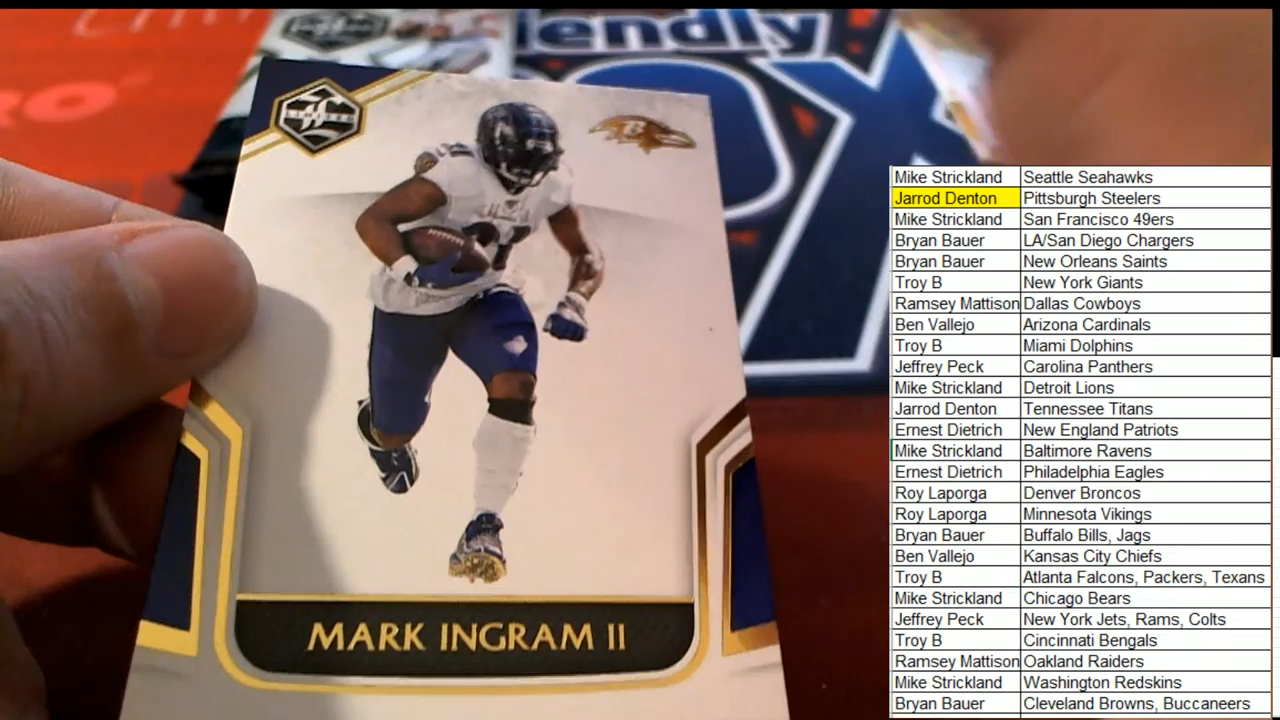 iendly
OX
RO
LIMITED
MARK INGRAM II
Mike Strickland Seattle Seahawks
Jarrod Denton Pittsburgh Steelers
Mike Strickland San Francisco 49ers
Bryan Bauer LA/San Diego Chargers
Bryan Bauer New Orleans Saints
Troy B New York Giants
Ramsey Mattison Dallas Cowboys
Ben Vallejo Arizona Cardinals
Troy B Miami Dolphins
Jeffrey Peck Carolina Panthers
Mike Strickland Detroit Lions
Jarrod Denton Tennessee Titans
Ernest Dietrich New England Patriots
Mike Strickland Baltimore Ravens
Ernest Dietrich Philadelphia Eagles
Roy Laporga Denver Broncos
Roy Laporga Minnesota Vikings
Bryan Bauer Buffalo Bills, Jags
Ben Vallejo Kansas City Chiefs
Troy B Atlanta Falcons, Packers, Texans
Mike Strickland Chicago Bears
Jeffrey Peck New York Jets, Rams, Colts
Troy B Cincinnati Bengals
Ramsey Mattison Oakland Raiders
Mike Strickland Washington Redskins
Bryan Bauer Cleveland Browns, Buccaneers